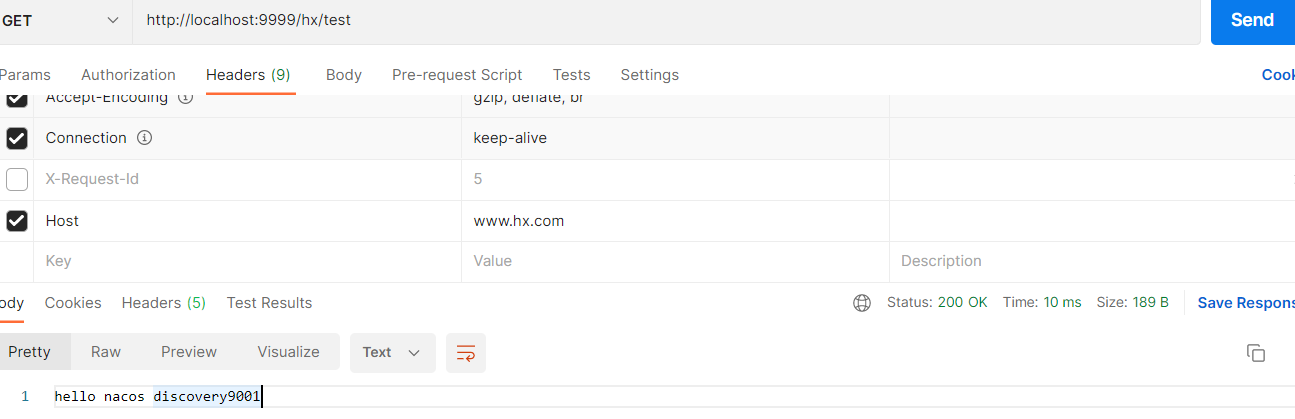 GET http://localhost:9999/hx/test Send
Params Authorization Headers (9) Body Pre-request Script Tests Settings Cook
Accept-Encoding gzip, deflate, br
Connection keep-alive
X-Request-Id 5
Host www.hx.com
Key Value Description
ody Cookies Headers (5) Test Results Status: 200 OK Time: 10 ms Size: 189 B Save Respons
Pretty Raw Preview Visualize Text
1 hello nacos discovery9001